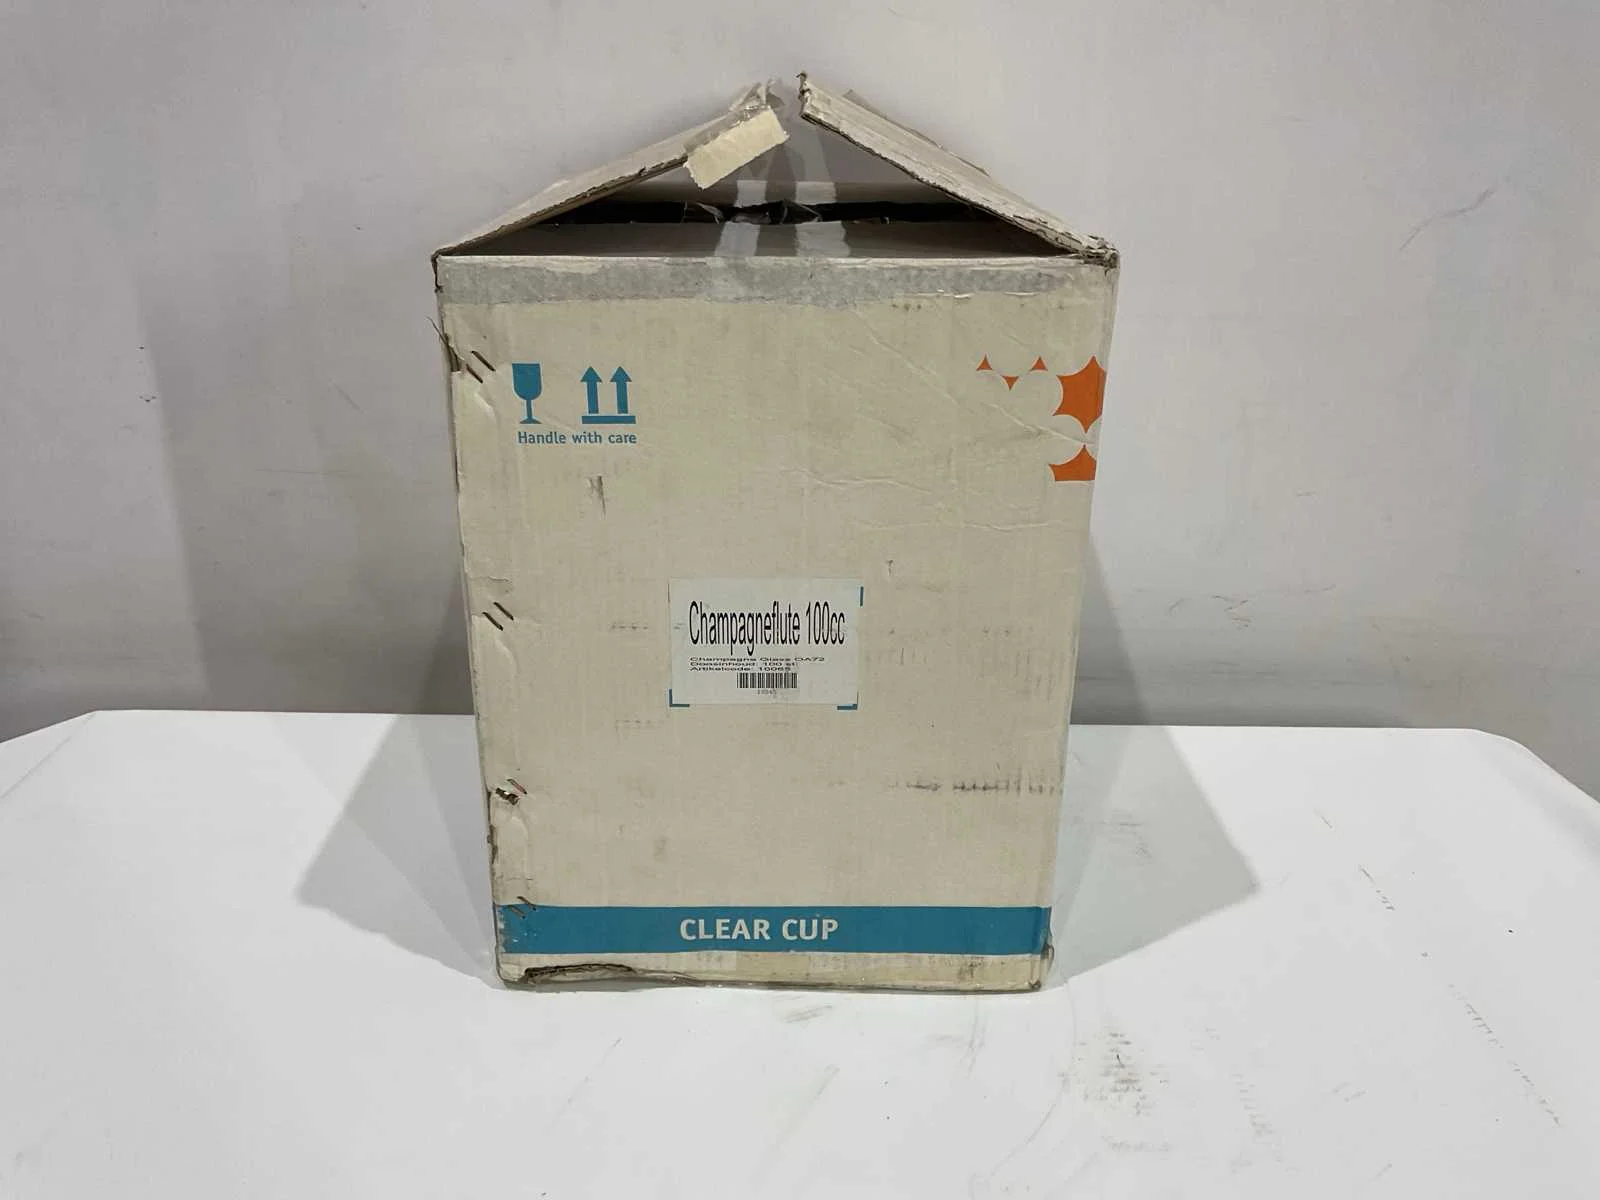 Handle with care
Champagneflute 100cc
Champagne Glass OA72
Doosinhoud: 100 st.
Artikelcode: 10065
CLEAR CUP